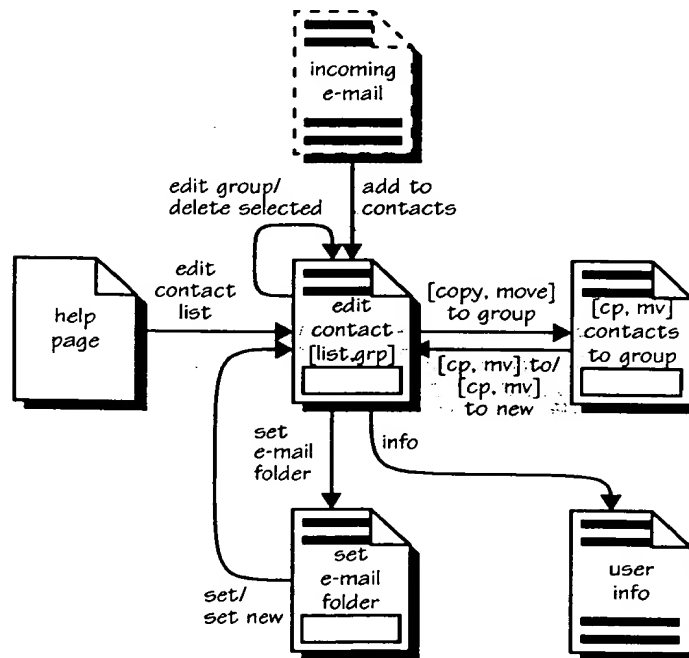 incoming
e-mail
edit group/
delete selected
add to
contacts
edit
contact
list
help
page
edit
contact
[list,grp]
[copy, move]
to group
[cp, mv]
contacts
to group
[cp, mv] to/
[cp, mv]
to new
set
e-mail
folder
info
set/
set new
set
e-mail
folder
user
info